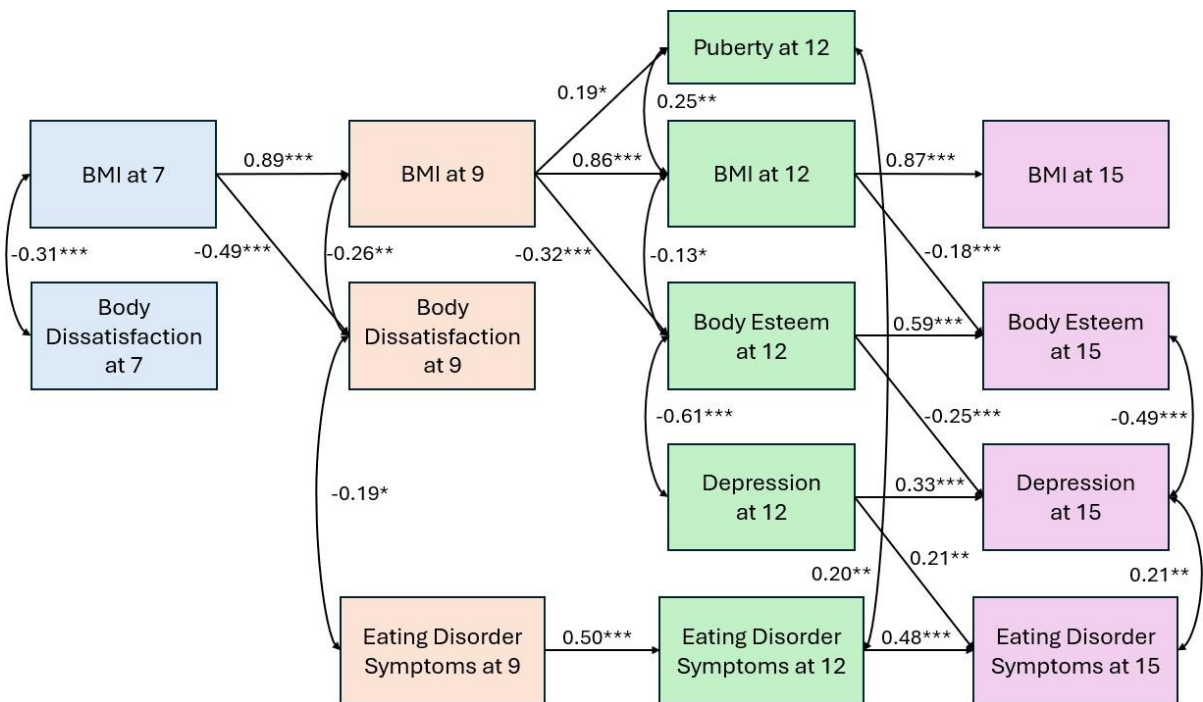 Puberty at 12
0.19*
0.25**
BMI at 7
0.89***
BMI at 9
0.86***
BMI at 12
0.87***
BMI at 15
-0.31***
-0.49***
-0.26**
-0.32***
-0.13*
-0.18***
Body
Dissatisfaction
at 7
Body
Dissatisfaction
at 9
Body Esteem
at 12
0.59***
Body Esteem
at 15
-0.61***
-0.25***
-0.49***
-0.19*
Depression
at 12
0.33***
Depression
at 15
0.20**
0.21**
0.21**
Eating Disorder
Symptoms at 9
0.50***
Eating Disorder
Symptoms at 12
0.48***
Eating Disorder
Symptoms at 15